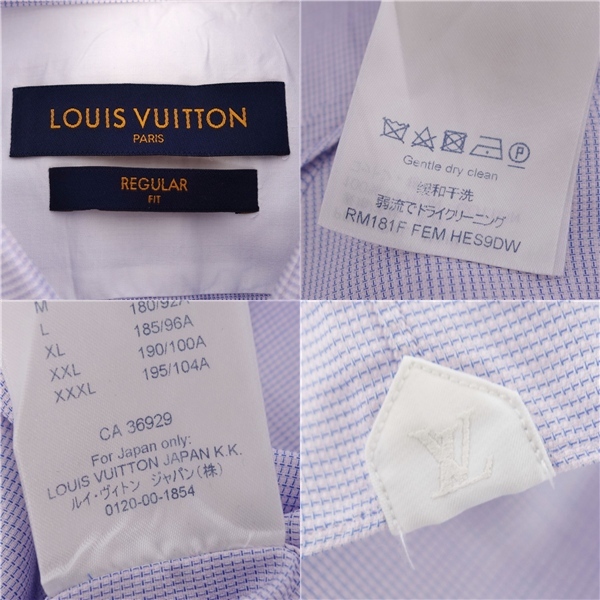 LOUIS VUITTON
PARIS
REGULAR
FIT
Gentle dry clean
缓和干洗
弱流でドライクリーニング
RM181F FEM HES9DW
M 180/92A
L 185/96A
XL 190/100A
XXL 195/104A
XXXL
CA 36929
For Japan only:
LOUIS VUITTON JAPAN K.K.
ルイ・ヴィトン ジャパン(株)
0120-00-1854
LV